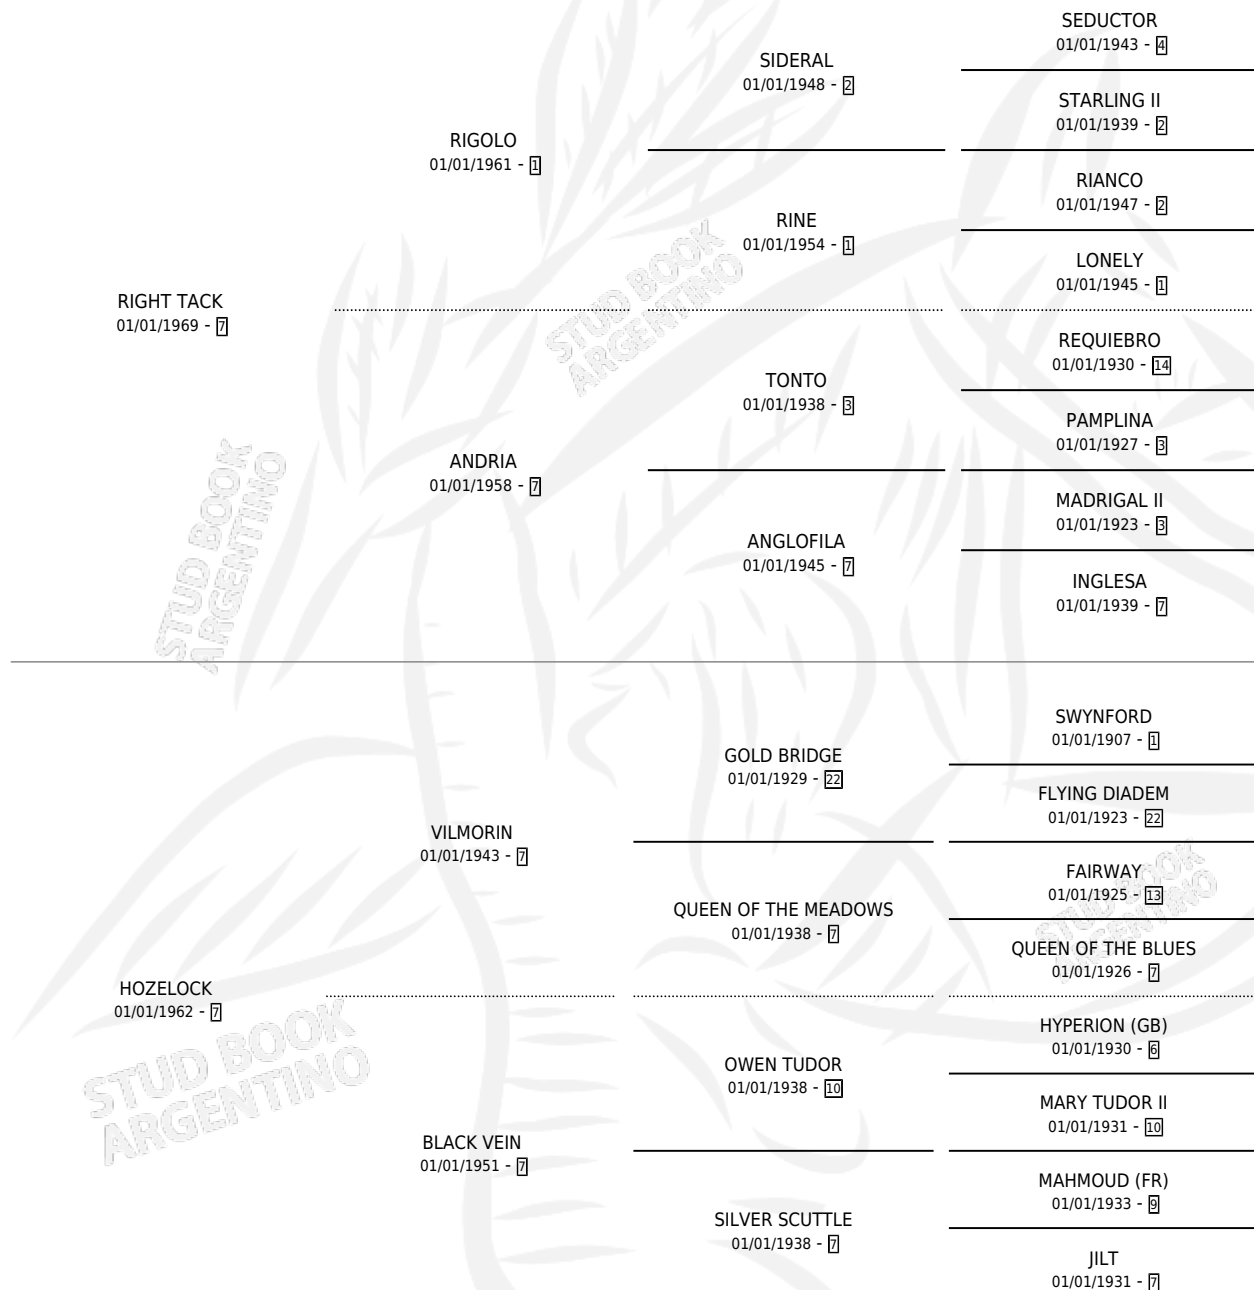 SEDUCTOR
01/01/1943 - 4
SIDERAL
01/01/1948 - 2
STARLING II
01/01/1939 - 2
RIGOLO
01/01/1961 - 1
RIANCO
01/01/1947 - 2
RINE
01/01/1954 - 1
LONELY
01/01/1945 - 1
RIGHT TACK
01/01/1969 - 7
REQUIEBRO
01/01/1930 - 14
TONTO
01/01/1938 - 3
PAMPLINA
01/01/1927 - 3
ANDRIA
01/01/1958 - 7
MADRIGAL II
01/01/1923 - 3
ANGLOFILA
01/01/1945 - 7
INGLESA
01/01/1939 - 7
STUD BOOK
ARGENTINO
STUD BOOK
ARGENTINO
SWYNFORD
01/01/1907 - 1
GOLD BRIDGE
01/01/1929 - 22
FLYING DIADEM
01/01/1923 - 22
VILMORIN
01/01/1943 - 7
FAIRWAY
01/01/1925 - 13
QUEEN OF THE MEADOWS
01/01/1938 - 7
QUEEN OF THE BLUES
01/01/1926 - 7
HOZELOCK
01/01/1962 - 7
HYPERION (GB)
01/01/1930 - 6
OWEN TUDOR
01/01/1938 - 10
MARY TUDOR II
01/01/1931 - 10
BLACK VEIN
01/01/1951 - 7
MAHMOUD (FR)
01/01/1933 - 9
SILVER SCUTTLE
01/01/1938 - 7
JILT
01/01/1931 - 7
STUD BOOK
ARGENTINO
STUD BOOK
ARGENTINO